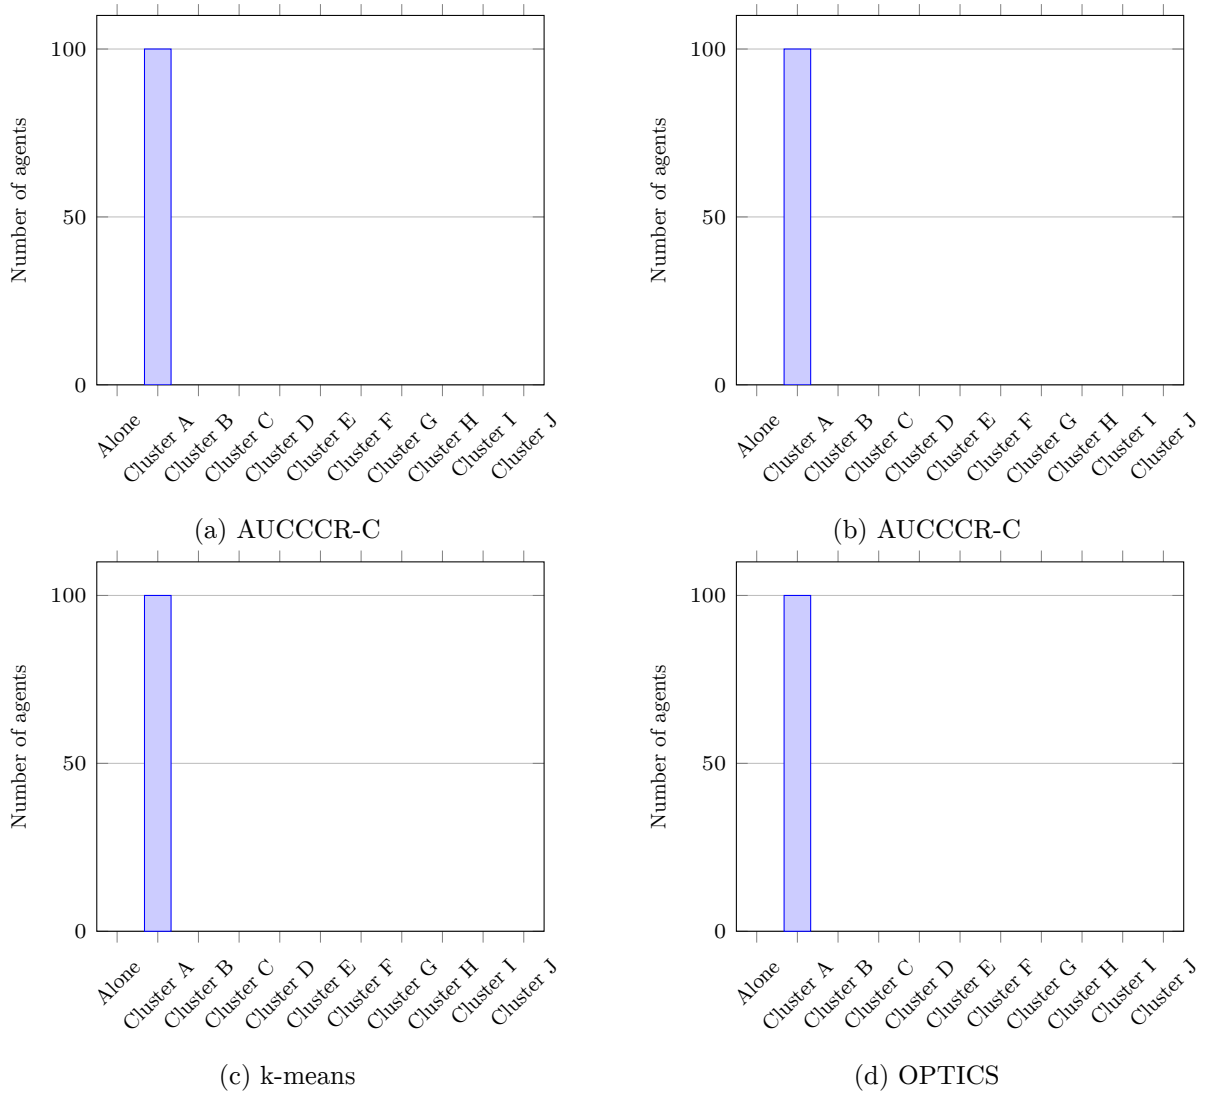 100
50
0
Number of agents
Alone
Cluster A
Cluster B
Cluster C
Cluster D
Cluster E
Cluster F
Cluster G
Cluster H
Cluster I
Cluster J
(a) AUCCCR-C
100
50
0
Number of agents
Alone
Cluster A
Cluster B
Cluster C
Cluster D
Cluster E
Cluster F
Cluster G
Cluster H
Cluster I
Cluster J
(b) AUCCCR-C
100
50
0
Number of agents
Alone
Cluster A
Cluster B
Cluster C
Cluster D
Cluster E
Cluster F
Cluster G
Cluster H
Cluster I
Cluster J
(c) k-means
100
50
0
Number of agents
Alone
Cluster A
Cluster B
Cluster C
Cluster D
Cluster E
Cluster F
Cluster G
Cluster H
Cluster I
Cluster J
(d) OPTICS